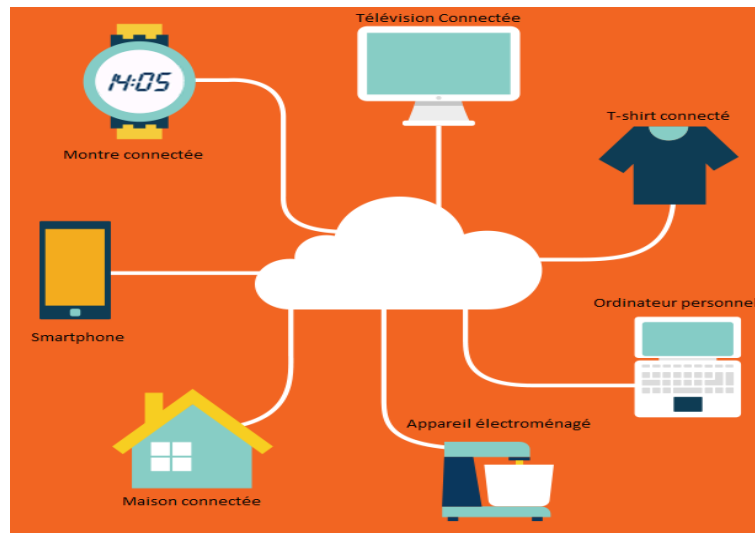 Télévision Connectée
14:05
T-shirt connecté
Montre connectée
Ordinateur personnel
Smartphone
Appareil électroménagé
Maison connectée